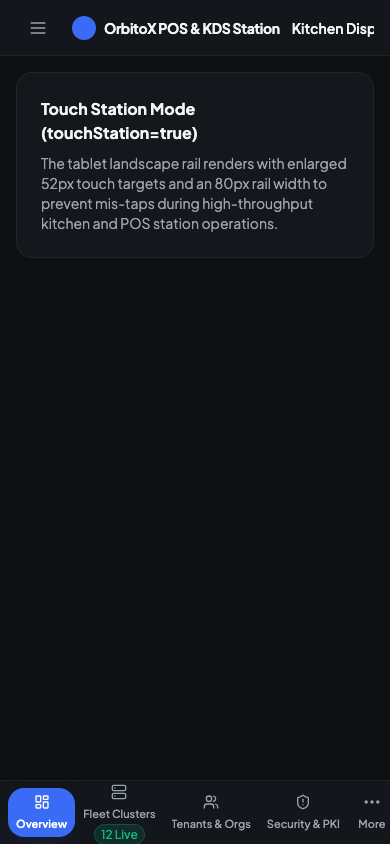 OrbitoX POS & KDS Station Kitchen Disp
Touch Station Mode
(touchStation=true)
The tablet landscape rail renders with enlarged
52px touch targets and an 80px rail width to
prevent mis-taps during high-throughput
kitchen and POS station operations.
Overview
Fleet Clusters
12 Live
Tenants & Orgs
Security & PKI
More